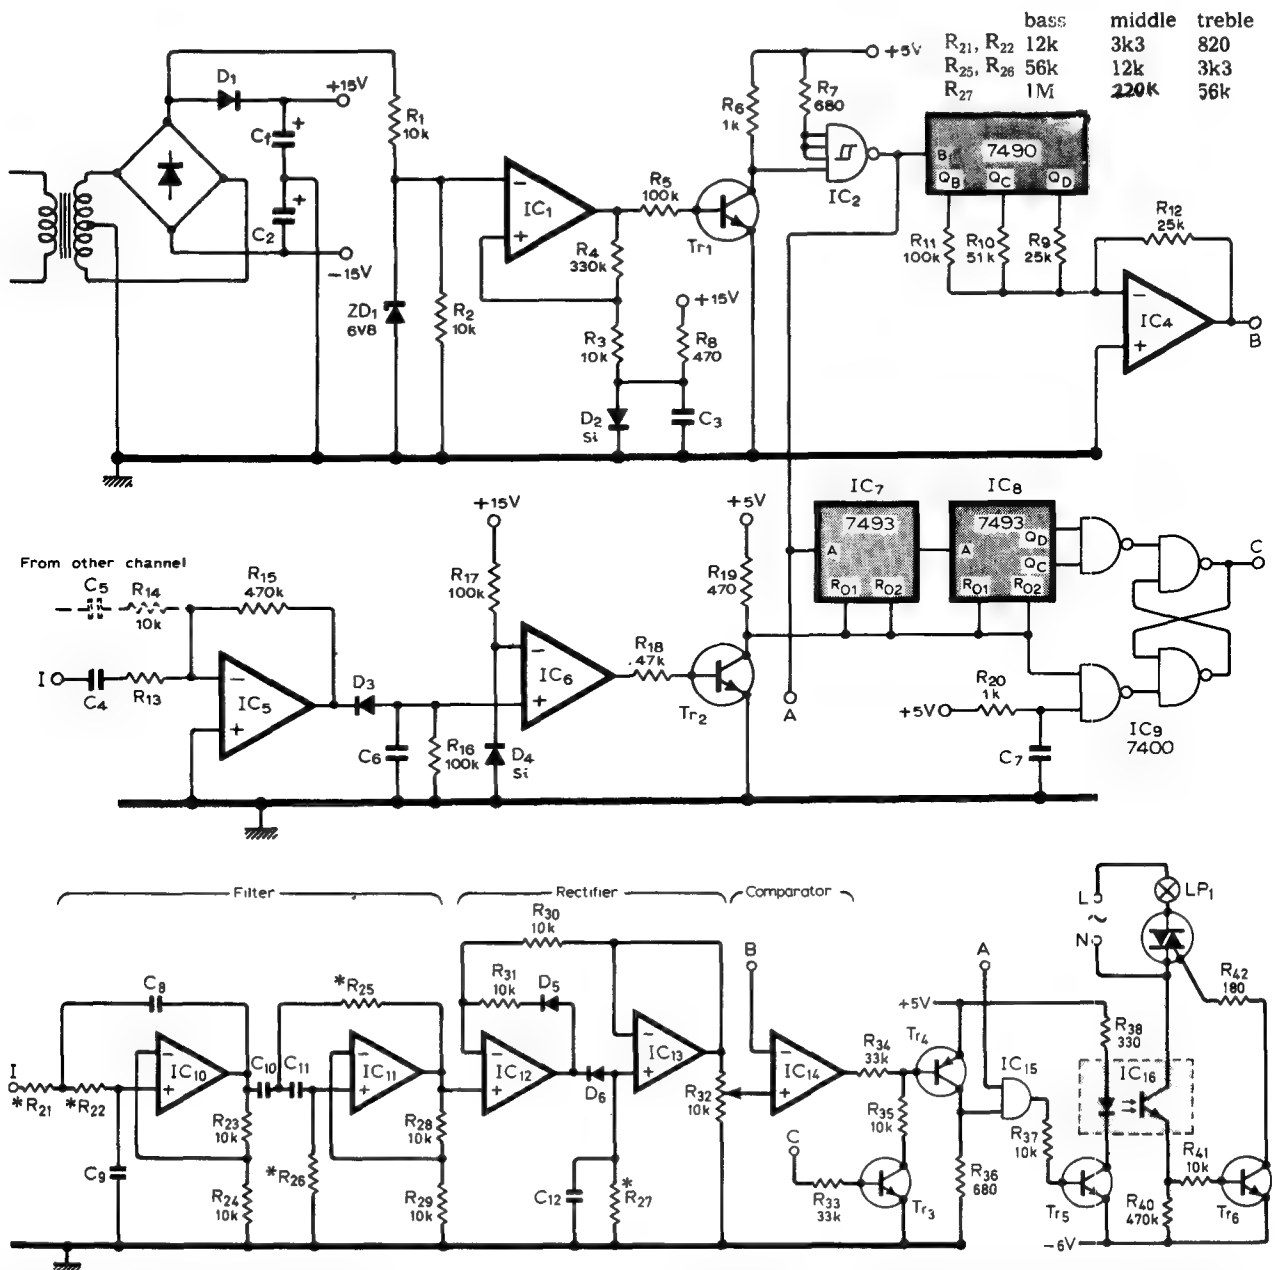 bass middle treble
R21, R22 12k 3k3 820
R25, R26 56k 12k 3k3
R27 1M 220K 56k
D1
+15V
C1
+
C2
+
-15V
R1
10k
ZD1
6V8
R2
10k
IC1
−
+
R4
330k
R3
10k
D2
Si
R5
100k
+15V
R8
470
C3
Tr1
R6
1k
R7
680
+5V
IC2
7490
B
QB QC QD
R11
100k
R10
51k
R9
25k
R12
25k
IC4
−
+
B
From other channel
C5
R14
10k
R15
470k
I
C4
R13
IC5
−
+
D3
C6
R16
100k
+15V
R17
100k
D4
Si
IC6
−
+
R18
47k
Tr2
+5V
R19
470
A
IC7
7493
A
R01 R02
IC8
7493
A
QD
QC
R01 R02
C
R20
1k
+5V
C7
IC9
7400
Filter
Rectifier
Comparator
I
*R21
*R22
C8
C9
IC10
−
+
R23
10k
R24
10k
C10
C11
*R25
*R26
IC11
−
+
R28
10k
R29
10k
R30
10k
R31
10k
D5
IC12
−
+
D6
C12
*
R27
IC13
−
+
R32
10k
B
IC14
−
+
C
R33
33k
R34
33k
R35
10k
Tr3
Tr4
+5V
R36
680
A
IC15
R37
10k
R38
330
IC16
Tr5
-6V
L
~
N
LP1
R42
180
R41
10k
R40
470k
Tr6